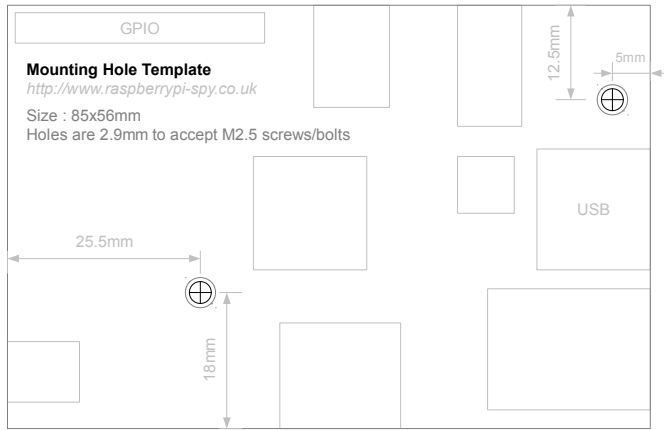 GPIO
Mounting Hole Template
http://www.raspberrypi-spy.co.uk
Size : 85x56mm
Holes are 2.9mm to accept M2.5 screws/bolts
12.5mm
5mm
USB
25.5mm
18mm